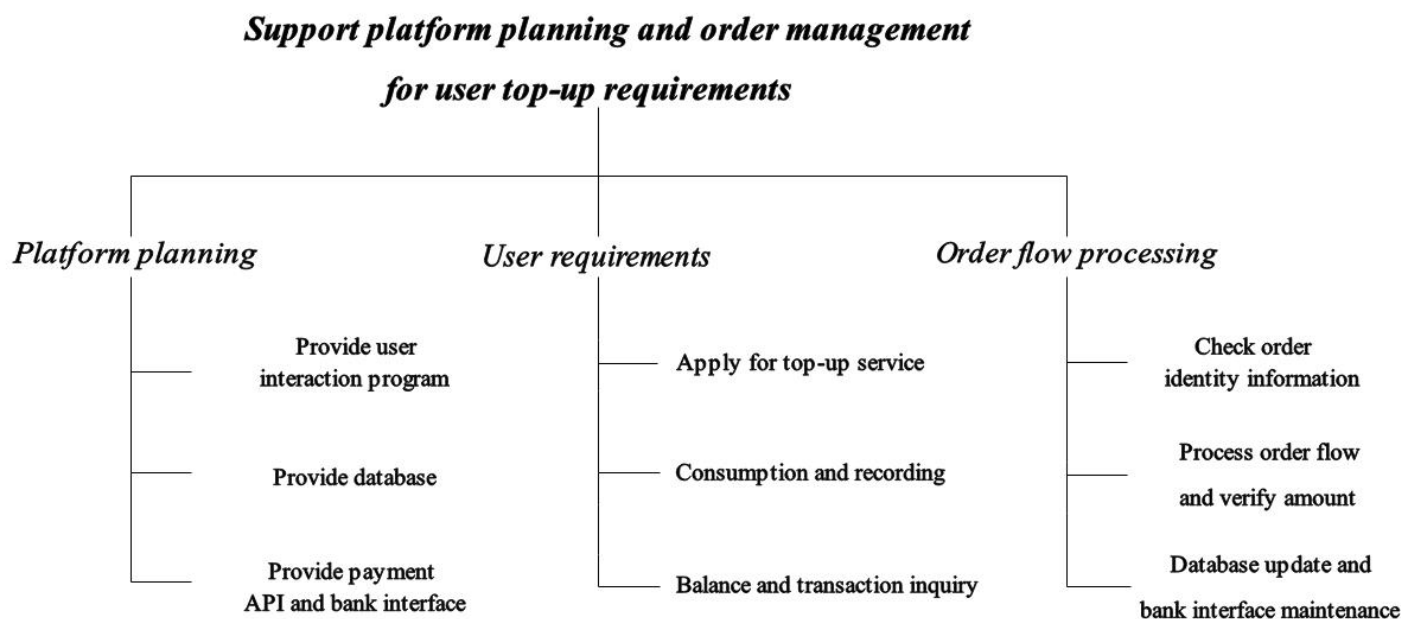 Support platform planning and order management
for user top-up requirements
Platform planning
User requirements
Order flow processing
Provide user
interaction program
Provide database
Provide payment
API and bank interface
Apply for top-up service
Consumption and recording
Balance and transaction inquiry
Check order
identity information
Process order flow
and verify amount
Database update and
bank interface maintenance